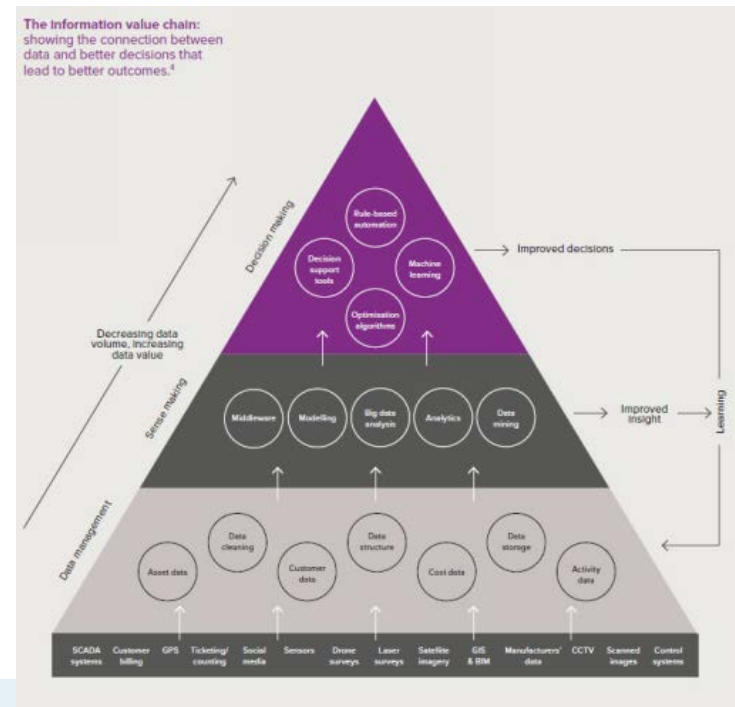 The information value chain:
showing the connection between
data and better decisions that
lead to better outcomes.⁴
Decision making
Rule-based
automation
Decision
support
tools
Machine
learning
Optimisation
algorithms
Improved decisions
Decreasing data
volume, increasing
data value
Sense making
Middleware
Modelling
Big data
analysis
Analytics
Data
mining
Improved
insight
Learning
Data management
Asset data
Data
cleaning
Customer
data
Data
structure
Cost data
Data
storage
Activity
data
SCADA
systems
Customer
billing
GPS
Ticketing/
counting
Social
media
Sensors
Drone
surveys
Laser
surveys
Satellite
imagery
GIS
& BIM
Manufacturers'
data
CCTV
Scanned
images
Control
systems